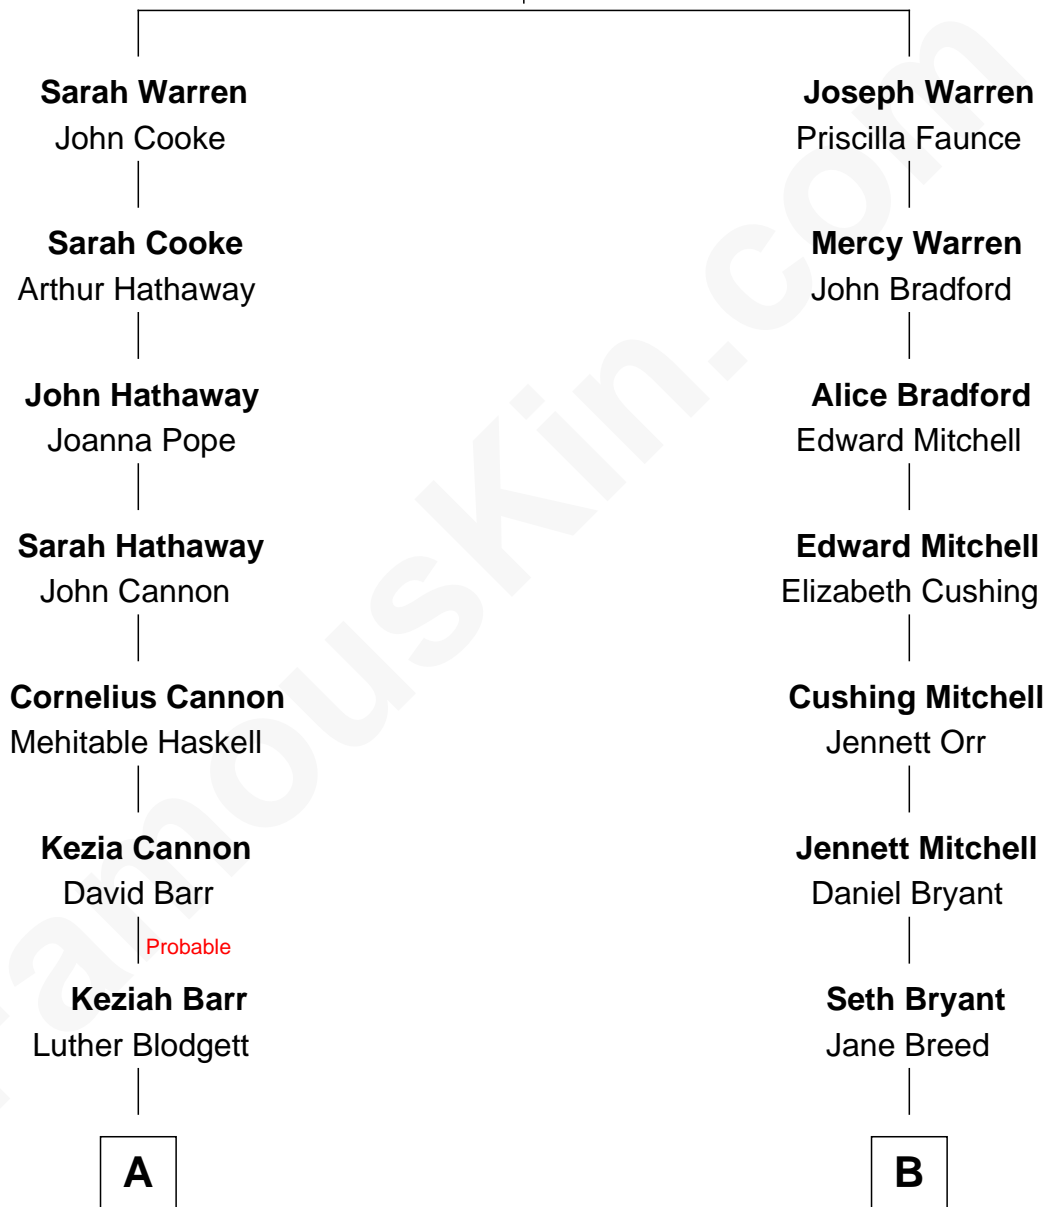 Sarah Warren
John Cooke
Joseph Warren
Priscilla Faunce
Sarah Cooke
Arthur Hathaway
Mercy Warren
John Bradford
John Hathaway
Joanna Pope
Alice Bradford
Edward Mitchell
Sarah Hathaway
John Cannon
Edward Mitchell
Elizabeth Cushing
Cornelius Cannon
Mehitable Haskell
Cushing Mitchell
Jennett Orr
Kezia Cannon
David Barr
Jennett Mitchell
Daniel Bryant
Probable
Keziah Barr
Luther Blodgett
Seth Bryant
Jane Breed
A
B
FamousKin.com